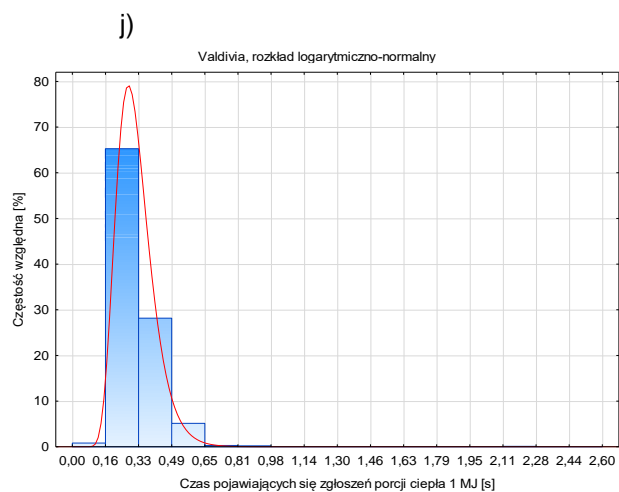 j)
Valdivia, rozkład logarytmiczno-normalny
80
70
60
50
40
30
20
10
0
Częstość względna [%]
0,00 0,16 0,33 0,49 0,65 0,81 0,98 1,14 1,30 1,46 1,63 1,79 1,95 2,11 2,28 2,44 2,60
Czas pojawiających się zgłoszeń porcji ciepła 1 MJ [s]